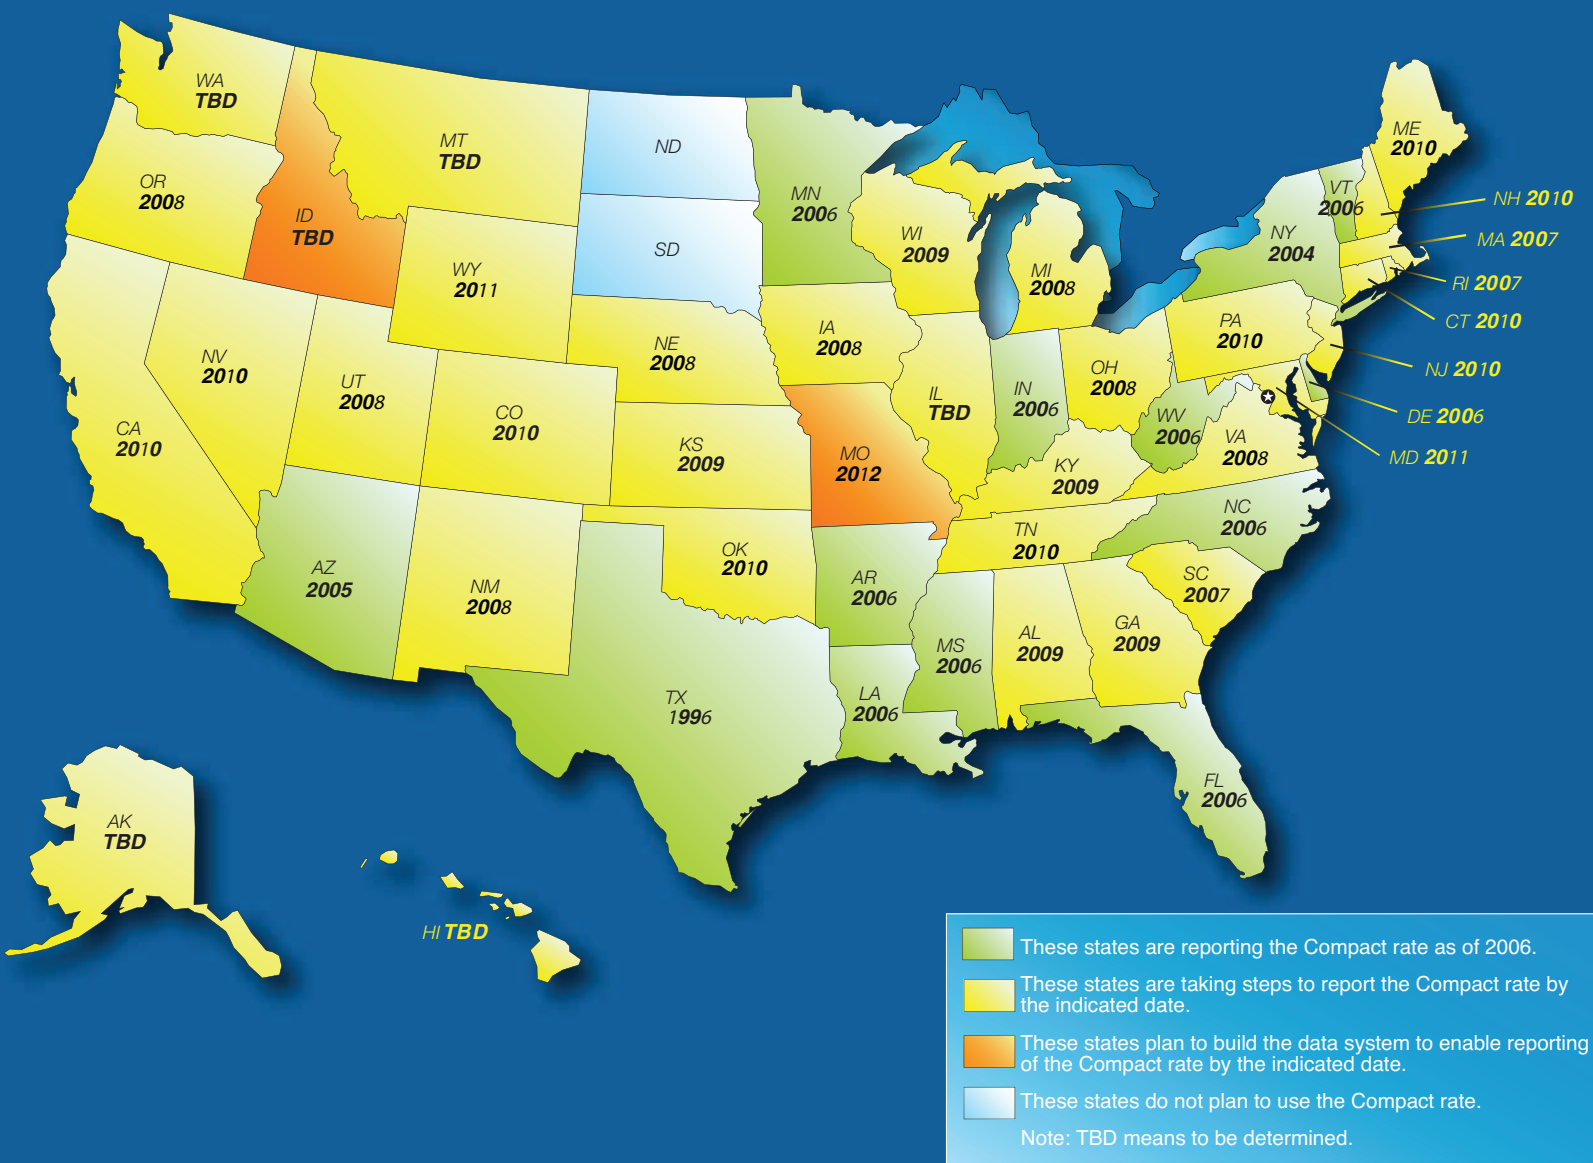 WA
TBD
MT
TBD
ND
MN
2006
ME
2010
OR
2008
ID
TBD
SD
WY
2011
WI
2009
MI
2008
VT
2006
NH 2010
NY
2004
MA 2007
RI 2007
CT 2010
NV
2010
UT
2008
NE
2008
IA
2008
PA
2010
NJ 2010
CA
2010
CO
2010
KS
2009
MO
2012
IL
TBD
IN
2006
OH
2008
WV
2006
VA
2008
DE 2006
MD 2011
KY
2009
AZ
2005
NM
2008
OK
2010
AR
2006
TN
2010
NC
2006
SC
2007
TX
1996
LA
2006
MS
2006
AL
2009
GA
2009
FL
2006
AK
TBD
HI TBD
These states are reporting the Compact rate as of 2006.
These states are taking steps to report the Compact rate by
the indicated date.
These states plan to build the data system to enable reporting
of the Compact rate by the indicated date.
These states do not plan to use the Compact rate.
Note: TBD means to be determined.